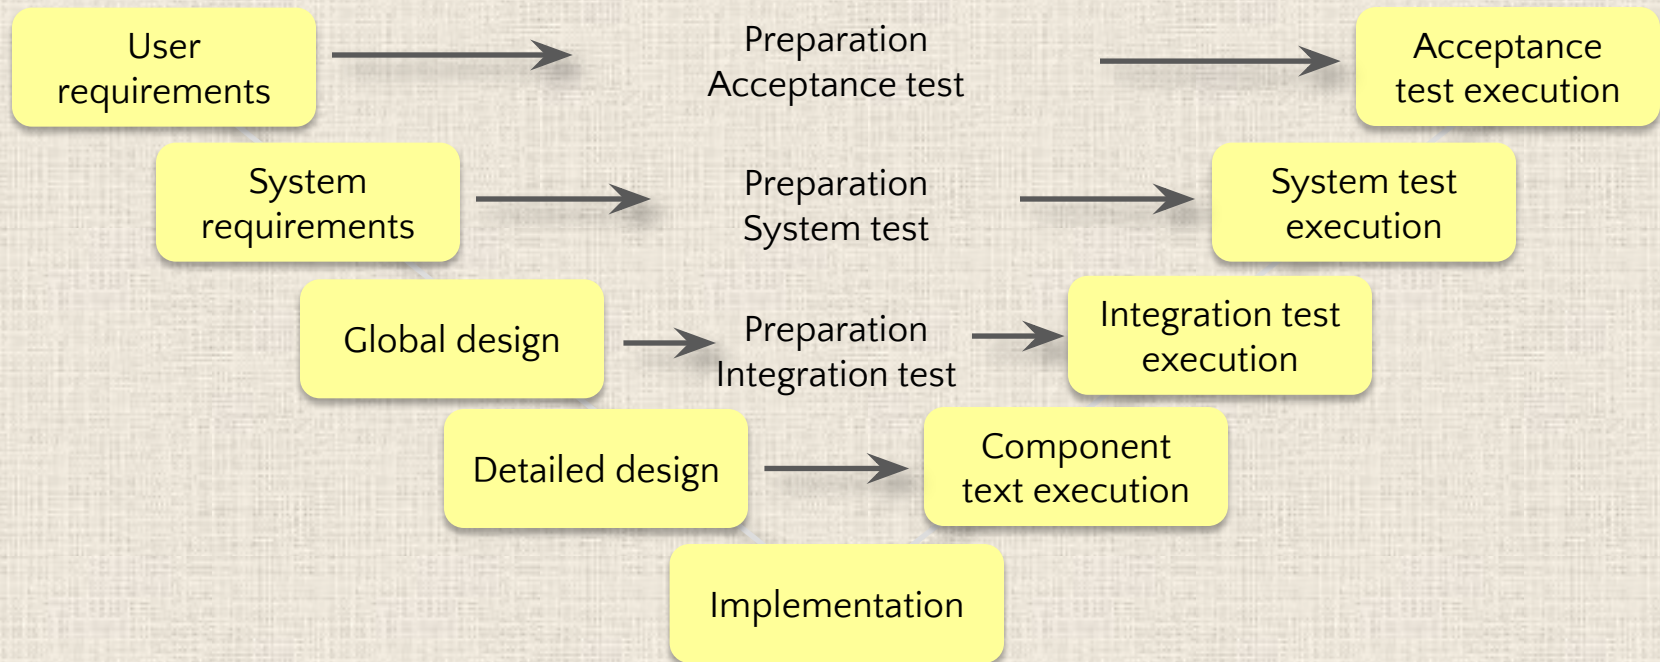 User
requirements
Preparation
Acceptance test
Acceptance
test execution
System
requirements
Preparation
System test
System test
execution
Global design
Preparation
Integration test
Integration test
execution
Detailed design
Component
text execution
Implementation